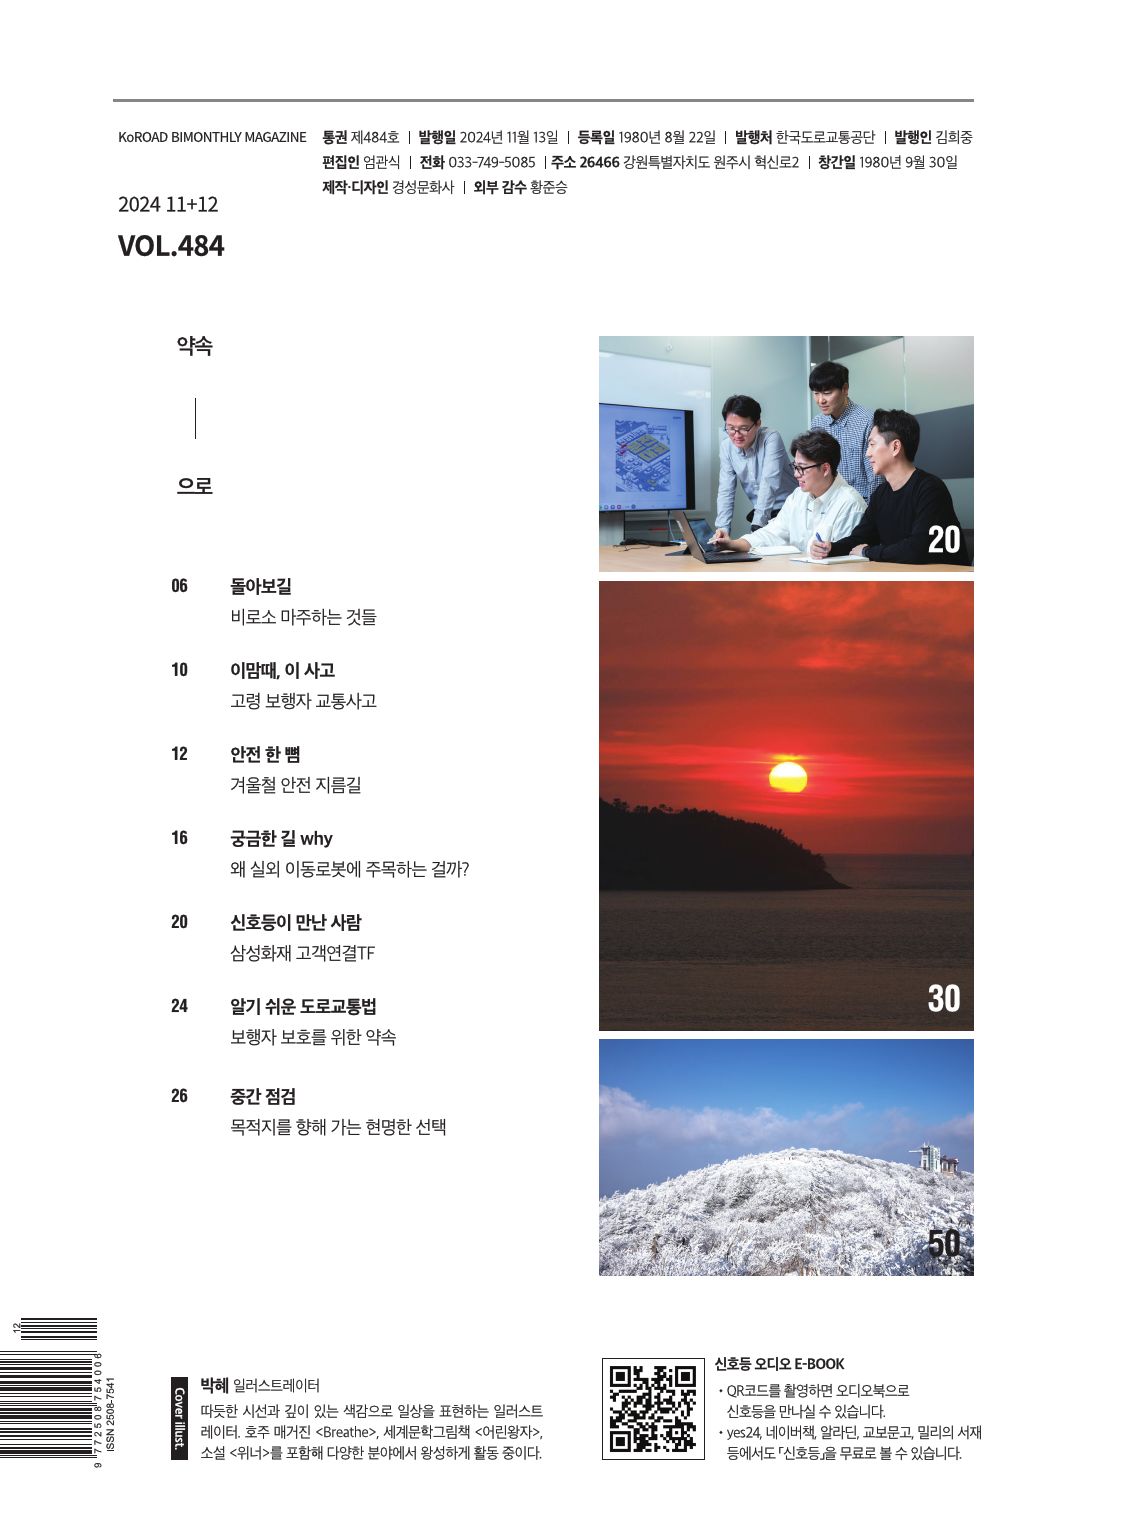 KoROAD BIMONTHLY MAGAZINE
통권 제484호 | 발행일 2024년 11월 13일 | 등록일 1980년 8월 22일 | 발행처 한국도로교통공단 | 발행인 김희중
편집인 엄관식 | 전화 033-749-5085 | 주소 26466 강원특별자치도 원주시 혁신로2 | 창간일 1980년 9월 30일
제작·디자인 경성문화사 | 외부 감수 황준승
2024 11+12
VOL.484
약속
으로
06 돌아보길
비로소 마주하는 것들
10 이맘때, 이 사고
고령 보행자 교통사고
12 안전 한 뼘
겨울철 안전 지름길
16 궁금한 길 why
왜 실외 이동로봇에 주목하는 걸까?
20 신호등이 만난 사람
삼성화재 고객연결TF
24 알기 쉬운 도로교통법
보행자 보호를 위한 약속
26 중간 점검
목적지를 향해 가는 현명한 선택
20
30
50
12
9 772508 754006
ISSN 2508-7541
Cover illust.
박혜 일러스트레이터
따듯한 시선과 깊이 있는 색감으로 일상을 표현하는 일러스트
레이터. 호주 매거진 <Breathe>, 세계문학그림책 <어린왕자>,
소설 <위너>를 포함해 다양한 분야에서 왕성하게 활동 중이다.
신호등 오디오 E-BOOK
· QR코드를 촬영하면 오디오북으로
신호등을 만나실 수 있습니다.
· yes24, 네이버책, 알라딘, 교보문고, 밀리의 서재
등에서도 「신호등」을 무료로 볼 수 있습니다.